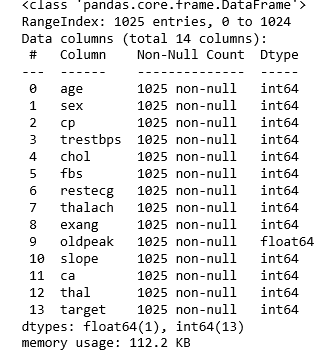 <class 'pandas.core.frame.DataFrame'>
RangeIndex: 1025 entries, 0 to 1024
Data columns (total 14 columns):
 #   Column    Non-Null Count  Dtype
---  ------    --------------  -----
 0   age       1025 non-null   int64
 1   sex       1025 non-null   int64
 2   cp        1025 non-null   int64
 3   trestbps  1025 non-null   int64
 4   chol      1025 non-null   int64
 5   fbs       1025 non-null   int64
 6   restecg   1025 non-null   int64
 7   thalach   1025 non-null   int64
 8   exang     1025 non-null   int64
 9   oldpeak   1025 non-null   float64
 10  slope     1025 non-null   int64
 11  ca        1025 non-null   int64
 12  thal      1025 non-null   int64
 13  target    1025 non-null   int64
dtypes: float64(1), int64(13)
memory usage: 112.2 KB